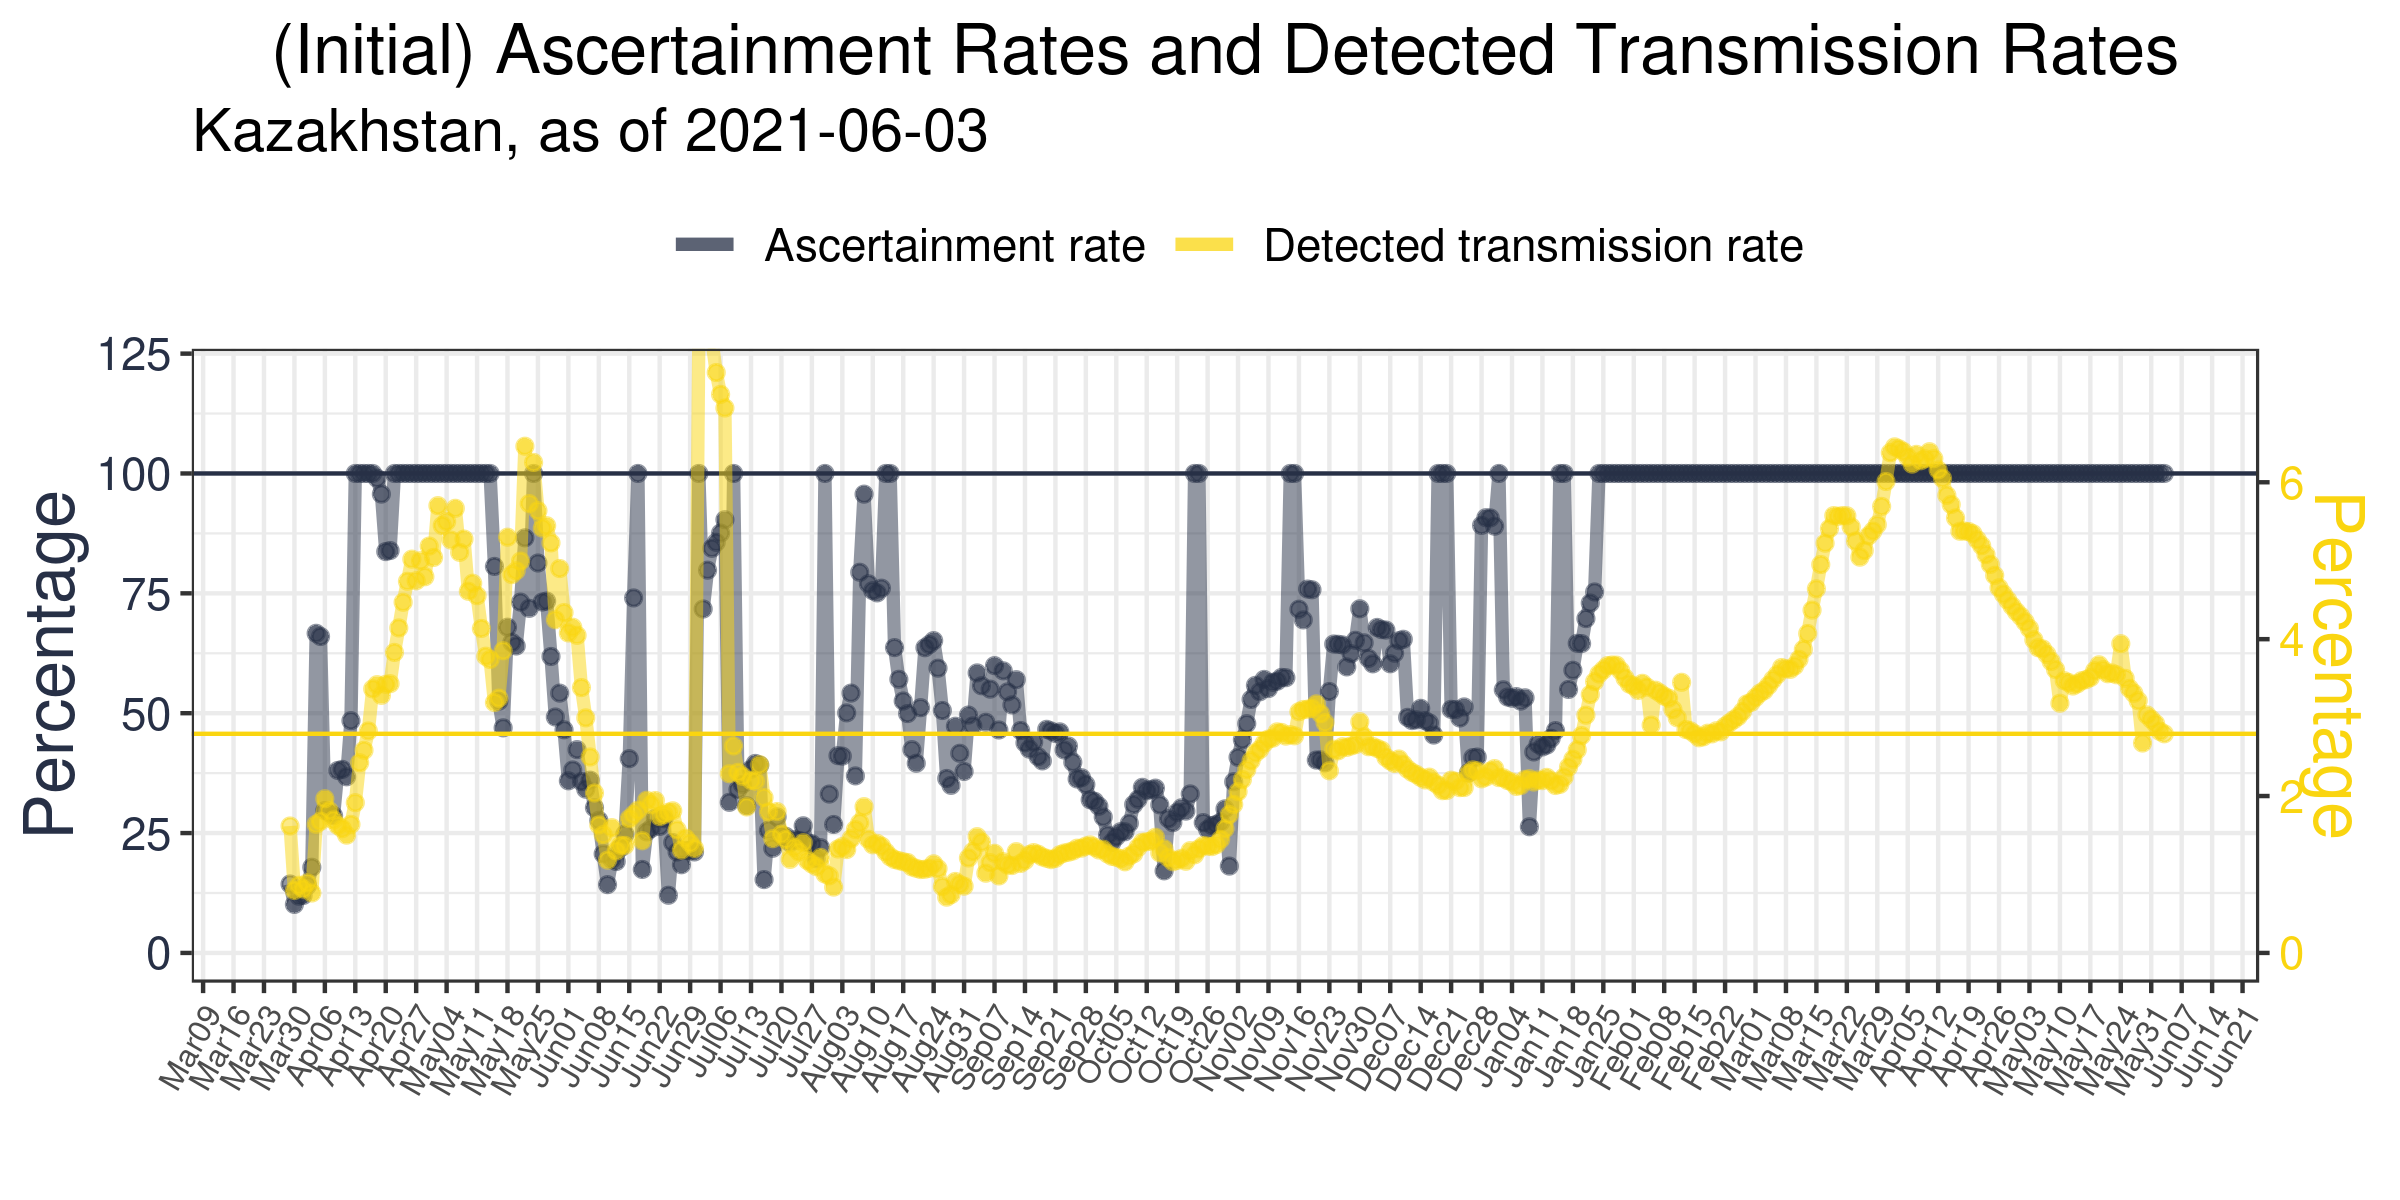 (Initial) Ascertainment Rates and Detected Transmission Rates
Kazakhstan, as of 2021-06-03
Ascertainment rate
Detected transmission rate
Percentage
125
100
75
50
25
0
6
4
2
0
Percentage
Mar09
Mar16
Mar23
Mar30
Apr06
Apr13
Apr20
Apr27
May04
May11
May18
May25
Jun01
Jun08
Jun15
Jun22
Jun29
Jul06
Jul13
Jul20
Jul27
Aug03
Aug10
Aug17
Aug24
Aug31
Sep07
Sep14
Sep21
Sep28
Oct05
Oct12
Oct19
Oct26
Nov02
Nov09
Nov16
Nov23
Nov30
Dec07
Dec14
Dec21
Dec28
Jan04
Jan11
Jan18
Jan25
Feb01
Feb08
Feb15
Feb22
Mar01
Mar08
Mar15
Mar22
Mar29
Apr05
Apr12
Apr19
Apr26
May03
May10
May17
May24
May31
Jun07
Jun14
Jun21